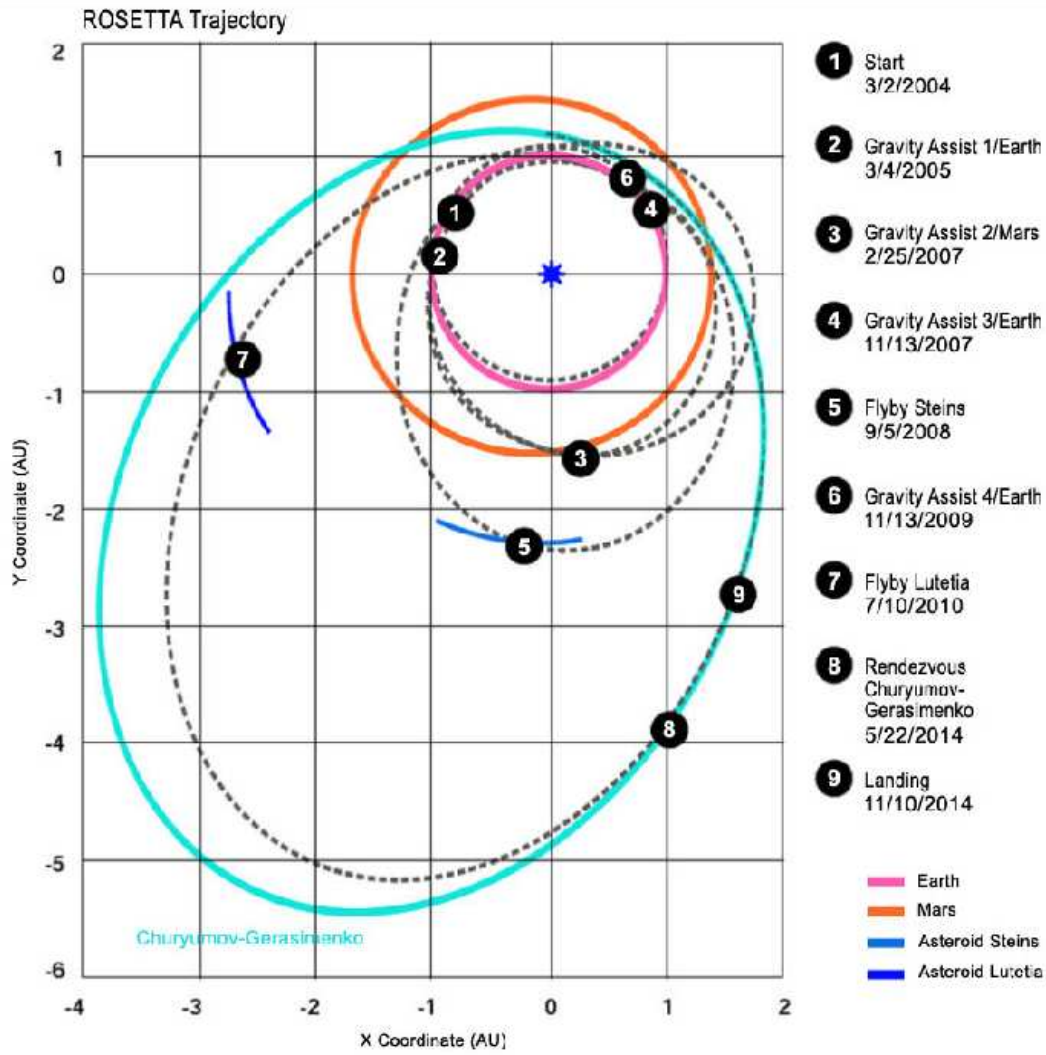 ROSETTA Trajectory
2
1
0
-1
-2
-3
-4
-5
-6
Y Coordinate (AU)
-4
-3
-2
-1
0
1
2
X Coordinate (AU)
1
2
3
4
5
6
7
8
9
Churyumov-Gerasimenko
1 Start
3/2/2004
2 Gravity Assist 1/Earth
3/4/2005
3 Gravity Assist 2/Mars
2/25/2007
4 Gravity Assist 3/Earth
11/13/2007
5 Flyby Steins
9/5/2008
6 Gravity Assist 4/Earth
11/13/2009
7 Flyby Lutetia
7/10/2010
8 Rendezvous
Churyumov-
Gerasimenko
5/22/2014
9 Landing
11/10/2014
Earth
Mars
Asteroid Steins
Asteroid Lutetia